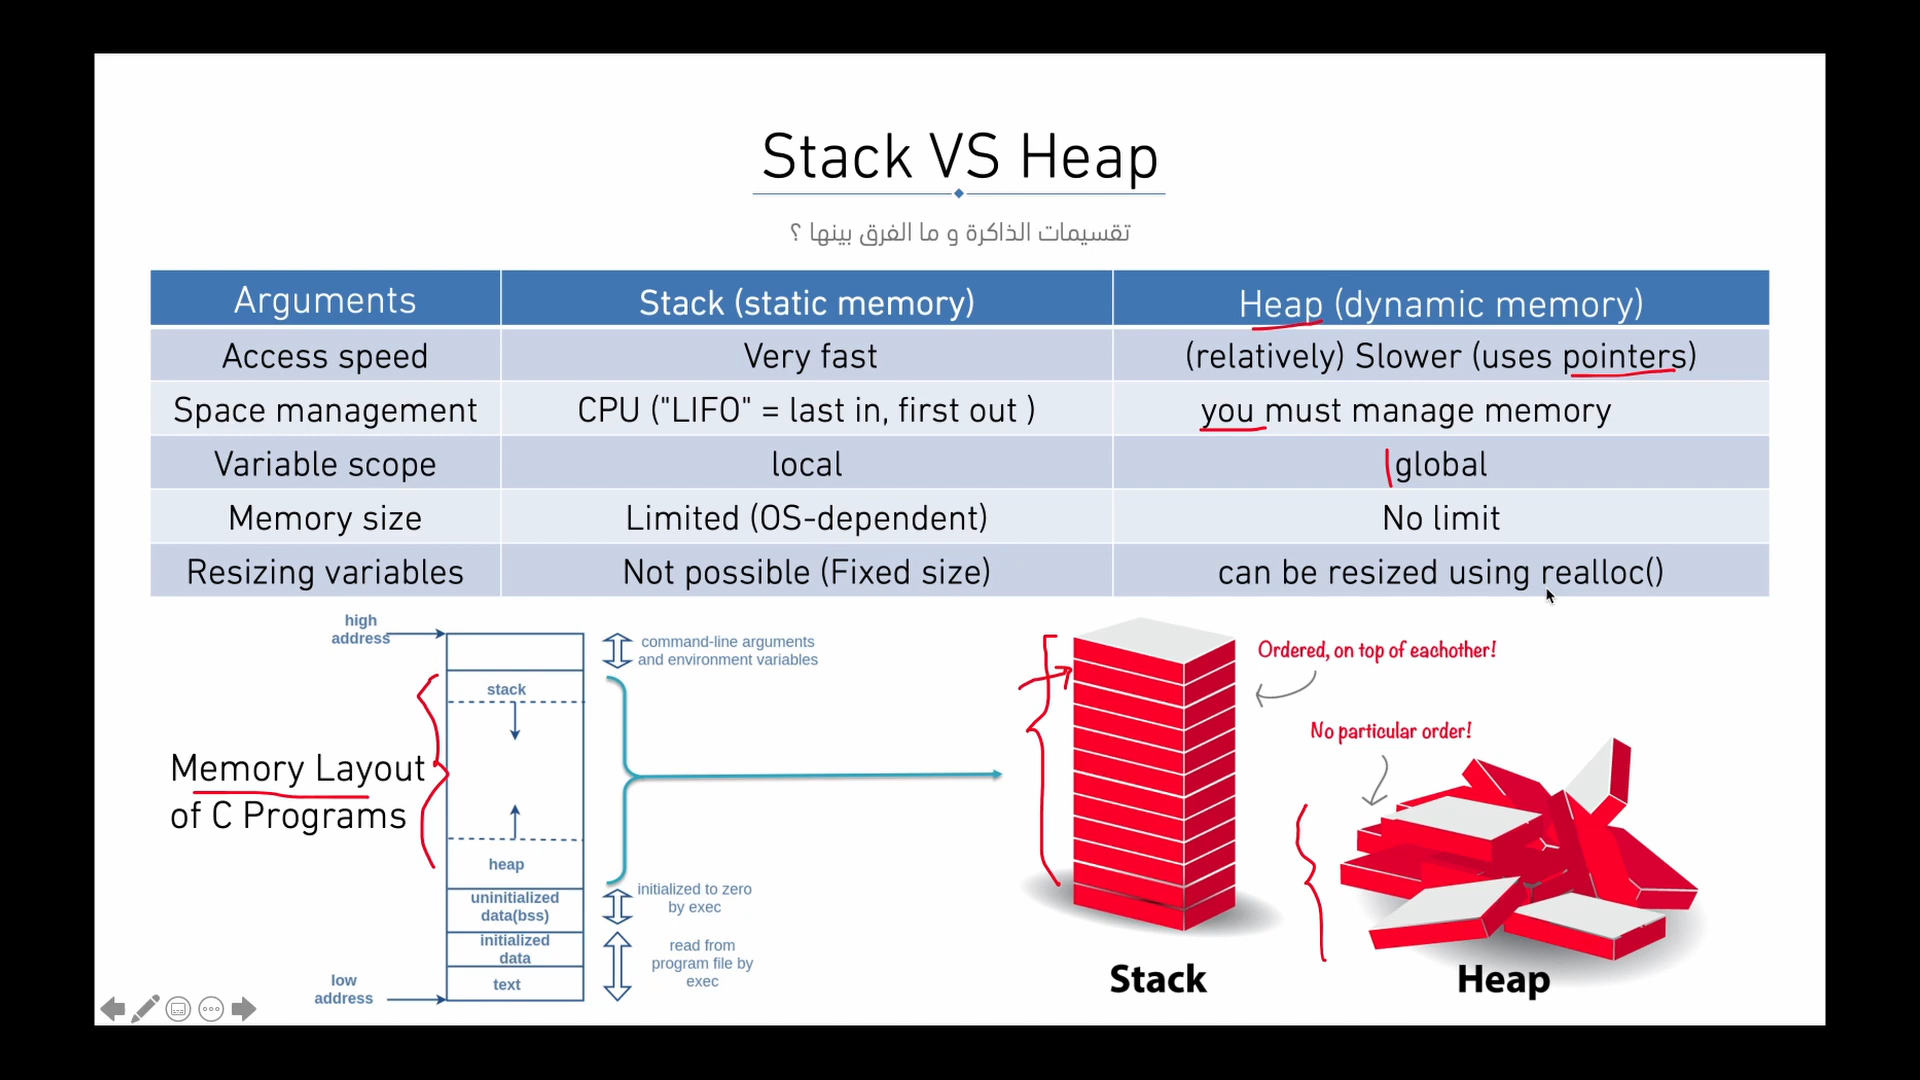 Stack VS Heap
تقسيمات الذاكرة و ما الفرق بينها ؟
Arguments
Stack (static memory)
Heap (dynamic memory)
Access speed
Very fast
(relatively) Slower (uses pointers)
Space management
CPU ("LIFO" = last in, first out )
you must manage memory
Variable scope
local
global
Memory size
Limited (OS-dependent)
No limit
Resizing variables
Not possible (Fixed size)
can be resized using realloc()
Memory Layout
of C Programs
high
address
command-line arguments
and environment variables
stack
heap
uninitialized
data(bss)
initialized to zero
by exec
initialized
data
read from
program file by
exec
text
low
address
Ordered, on top of eachother!
No particular order!
Stack
Heap